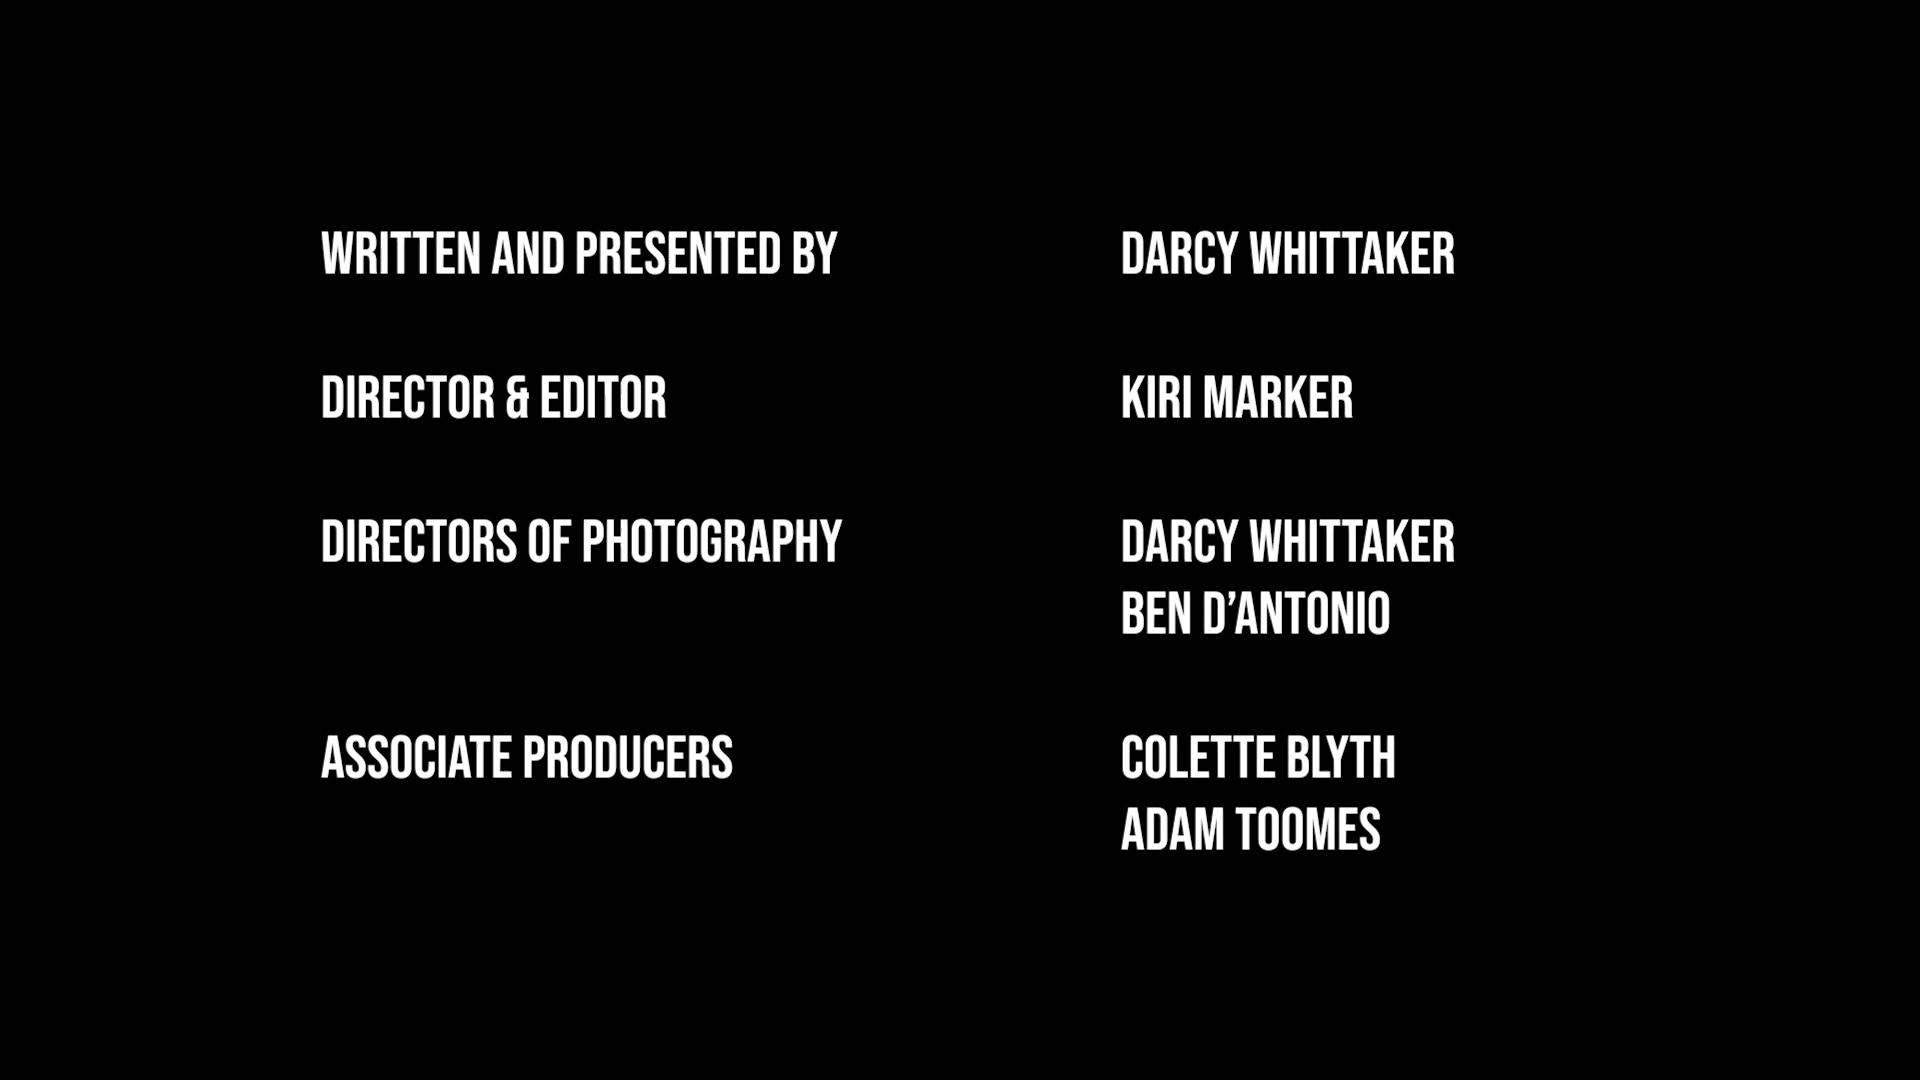 WRITTEN AND PRESENTED BY DARCY WHITTAKER
DIRECTOR & EDITOR KIRI MARKER
DIRECTORS OF PHOTOGRAPHY DARCY WHITTAKER
BEN D’ANTONIO
ASSOCIATE PRODUCERS COLETTE BLYTH
ADAM TOOMES